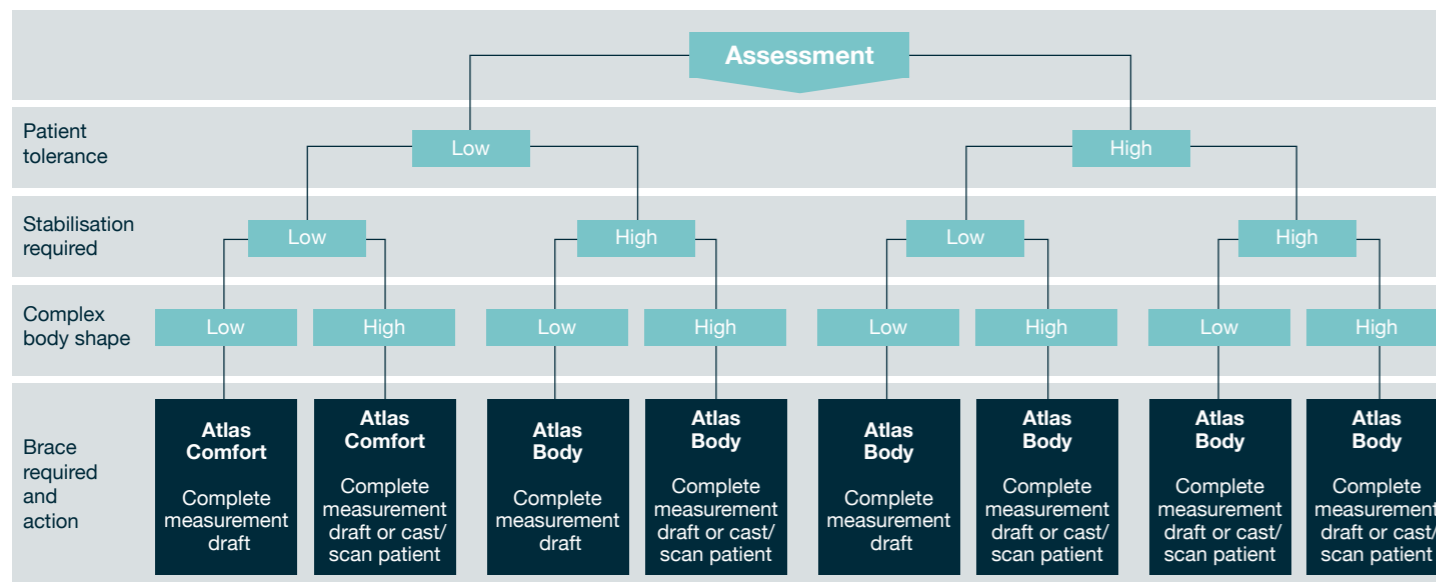 Assessment
Patient
tolerance
Low
High
Stabilisation
required
Low
High
Low
High
Complex
body shape
Low
High
Low
High
Low
High
Low
High
Brace
required
and
action
Atlas
Comfort
Complete
measurement
draft
Atlas
Comfort
Complete
measurement
draft or cast/
scan patient
Atlas
Body
Complete
measurement
draft
Atlas
Body
Complete
measurement
draft or cast/
scan patient
Atlas
Body
Complete
measurement
draft
Atlas
Body
Complete
measurement
draft or cast/
scan patient
Atlas
Body
Complete
measurement
draft or cast/
scan patient
Atlas
Body
Complete
measurement
draft or cast/
scan patient